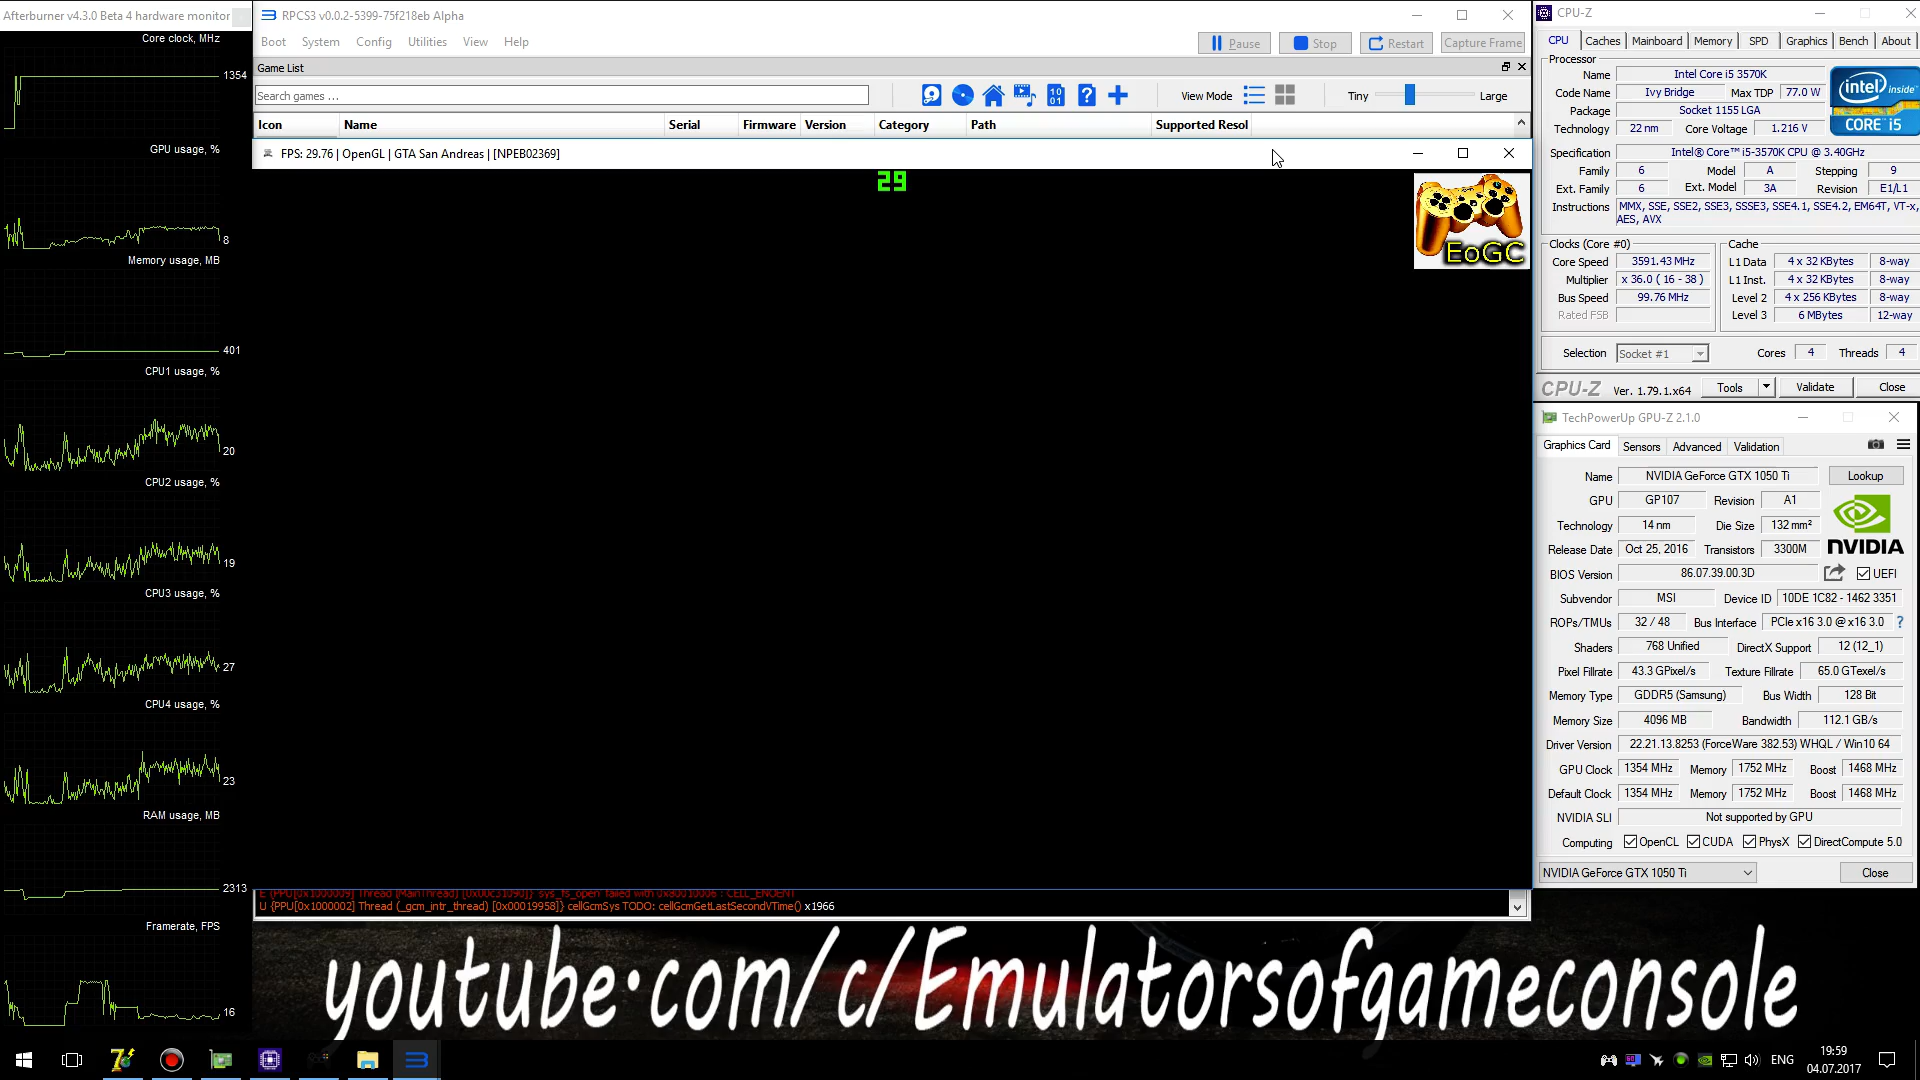 Afterburner v4.3.0 Beta 4 hardware monitor
Core clock, MHz
1354
GPU usage, %
8
Memory usage, MB
401
CPU1 usage, %
20
CPU2 usage, %
19
CPU3 usage, %
27
CPU4 usage, %
23
RAM usage, MB
2313
Framerate, FPS
16
RPCS3 v0.0.2-5399-75f218eb Alpha
Boot System Config Utilities View Help
Pause Stop Restart Capture Frame
Game List
Search games ...
View Mode Tiny Large
Icon Name Serial Firmware Version Category Path Supported Resol
FPS: 29.76 | OpenGL | GTA San Andreas | [NPEB02369]
29
EoGC
E {PPU[0x1000009] Thread (MainThread) [0x00c31090]} 'sys_fs_open' failed with 0x80010006 : CELL_ENOENT
U {PPU[0x1000002] Thread (_gcm_intr_thread) [0x00019958]} cellGcmSys TODO: cellGcmGetLastSecondVTime() x1966
youtube.com/c/Emulatorsofgameconsole
CPU-Z
CPU Caches Mainboard Memory SPD Graphics Bench About
Processor
Name Intel Core i5 3570K
Code Name Ivy Bridge Max TDP 77.0 W
Package Socket 1155 LGA
Technology 22 nm Core Voltage 1.216 V
intel inside™
CORE i5
Specification Intel® Core™ i5-3570K CPU @ 3.40GHz
Family 6 Model A Stepping 9
Ext. Family 6 Ext. Model 3A Revision E1/L1
Instructions MMX, SSE, SSE2, SSE3, SSSE3, SSE4.1, SSE4.2, EM64T, VT-x,
AES, AVX
Clocks (Core #0)
Core Speed 3591.43 MHz
Multiplier x 36.0 ( 16 - 38 )
Bus Speed 99.76 MHz
Rated FSB
Cache
L1 Data 4 x 32 KBytes 8-way
L1 Inst. 4 x 32 KBytes 8-way
Level 2 4 x 256 KBytes 8-way
Level 3 6 MBytes 12-way
Selection Socket #1 Cores 4 Threads 4
CPU-Z Ver. 1.79.1.x64 Tools Validate Close
TechPowerUp GPU-Z 2.1.0
Graphics Card Sensors Advanced Validation
Name NVIDIA GeForce GTX 1050 Ti Lookup
GPU GP107 Revision A1
Technology 14 nm Die Size 132 mm²
Release Date Oct 25, 2016 Transistors 3300M
NVIDIA
BIOS Version 86.07.39.00.3D UEFI
Subvendor MSI Device ID 10DE 1C82 - 1462 3351
ROPs/TMUs 32 / 48 Bus Interface PCIe x16 3.0 @ x16 3.0 ?
Shaders 768 Unified DirectX Support 12 (12_1)
Pixel Fillrate 43.3 GPixel/s Texture Fillrate 65.0 GTexel/s
Memory Type GDDR5 (Samsung) Bus Width 128 Bit
Memory Size 4096 MB Bandwidth 112.1 GB/s
Driver Version 22.21.13.8253 (ForceWare 382.53) WHQL / Win10 64
GPU Clock 1354 MHz Memory 1752 MHz Boost 1468 MHz
Default Clock 1354 MHz Memory 1752 MHz Boost 1468 MHz
NVIDIA SLI Not supported by GPU
Computing OpenCL CUDA PhysX DirectCompute 5.0
NVIDIA GeForce GTX 1050 Ti Close
ENG
19:59
04.07.2017